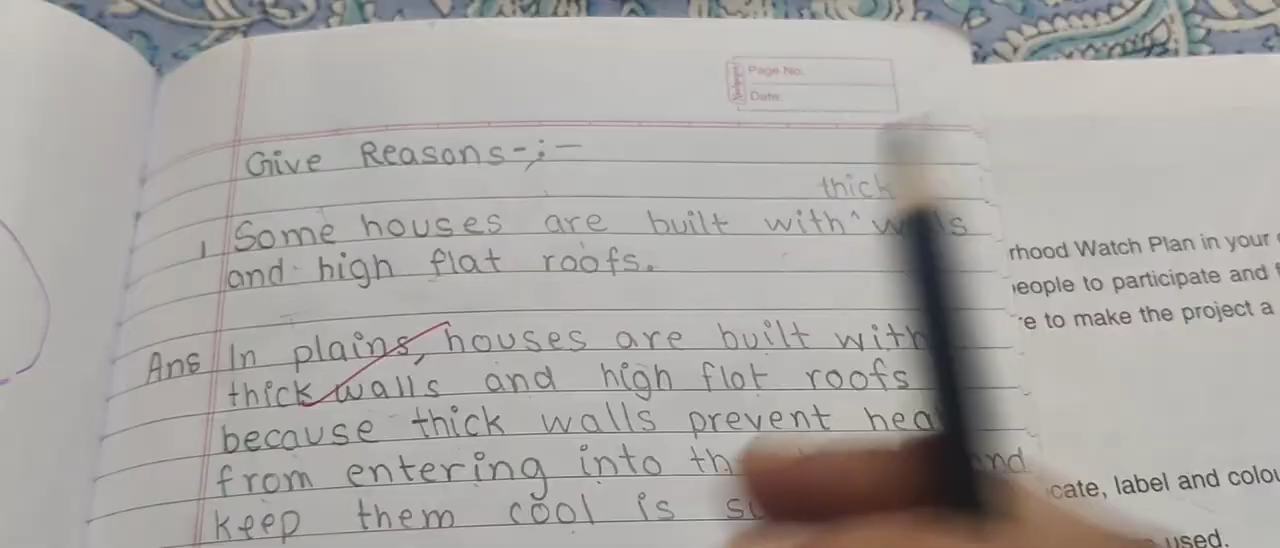 Page No.
Date:
Give Reasons-;-
thick
1 Some houses are built with^ walls
and high flat roofs.
Ans In plains, houses are built with
thick walls and high flat roofs
because thick walls prevent
from entering into and
keep them cool is
rhood Watch Plan in your
eople to participate and
re to make the project a
cate, label and colou
used.